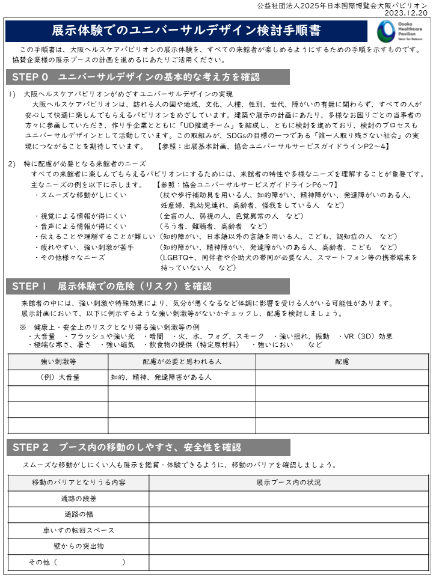 公益社団法人2025年日本国際博覧会大阪パビリオン
2023.12.20
展示体験でのユニバーサルデザイン検討手順書
Osaka
Healthcare
Pavilion
この手順書は、大阪ヘルスケアパビリオンの展示体験を、すべての来館者が楽しめるようにするための手順を示すものです。
協賛企業様の展示ブースの計画を進めるにあたりご活用ください。
STEP 0 ユニバーサルデザインの基本的な考え方を確認
1) 大阪ヘルスケアパビリオンがめざすユニバーサルデザインの実現
大阪ヘルスケアパビリオンは、訪れる人の国や地域、文化、人種、性別、世代、障がいの有無に関わらず、すべての人が
安心して快適に楽しんでもらえるパビリオンをめざしています。建築や展示の計画にあたり、多様なお困りごとの当事者の
方々に参画していただき、作り手企業とともに「UD推進チーム」を結成し、ともに検討を進めており、検討のプロセスも
ユニバーサルデザインとして活動しています。この取組みが、SDGsの目標の一つである「誰一人取り残さない社会」の実
現につながることを期待しています。 【参照：出展基本計画、協会ユニバーサルサービスガイドラインP2～4】
2) 特に配慮が必要となる来館者のニーズ
すべての来館者に楽しんでもらえるパビリオンにするためには、来館者の特性や多様なニーズを理解することが重要です。
主なニーズの例を以下に示します。 【参考：協会ユニバーサルサービスガイドラインP6～7】
・スムーズな移動がしにくい (杖や歩行補助具を用いる人、知的障がい、精神障がい、発達障がいのある人、
妊産婦、乳幼児連れ、高齢者、怪我をしている人 など)
・視覚による情報が得にくい (全盲の人、弱視の人、色覚異常の人 など)
・音声による情報が得にくい (ろう者、難聴者、高齢者 など)
・伝えることや理解することが難しい (知的障がい、日本語以外の言語を用いる人、こども、認知症の人 など)
・疲れやすい、強い刺激が苦手 (知的障がい、精神障がい、発達障がいのある人、高齢者、こども など)
・その他様々なニーズ (LGBTQ+、同伴者や介助犬の帯同が必要な人、スマートフォン等の携帯端末を
持っていない人 など)
STEP 1 展示体験での危険（リスク）を確認
来館者の中には、強い刺激や特殊効果により、気分が悪くなるなど体調に影響を受ける人がいる可能性があります。
展示計画において、以下に例示するような強い刺激等がないかチェックし、配慮を検討しましょう。
※ 健康上・安全上のリスクとなり得る強い刺激等の例
・大音量 ・フラッシュや強い光 ・暗闇 ・火、水、フォグ、スモーク ・強い揺れ、振動 ・VR（3D）効果
・極端な寒さ、暑さ ・強い磁気 ・飲食物の提供（特定原材料） ・強いにおい など
強い刺激等 配慮が必要と思われる人 配慮
（例）大音量 知的、精神、発達障害がある人
STEP 2 ブース内の移動のしやすさ、安全性を確認
スムーズな移動がしにくい人も展示を鑑賞・体験できるように、移動のバリアを確認しましょう。
移動のバリアとなりうる内容 展示ブース内の状況
通路の段差
通路の幅
車いすの転回スペース
壁からの突出物
その他（ ）